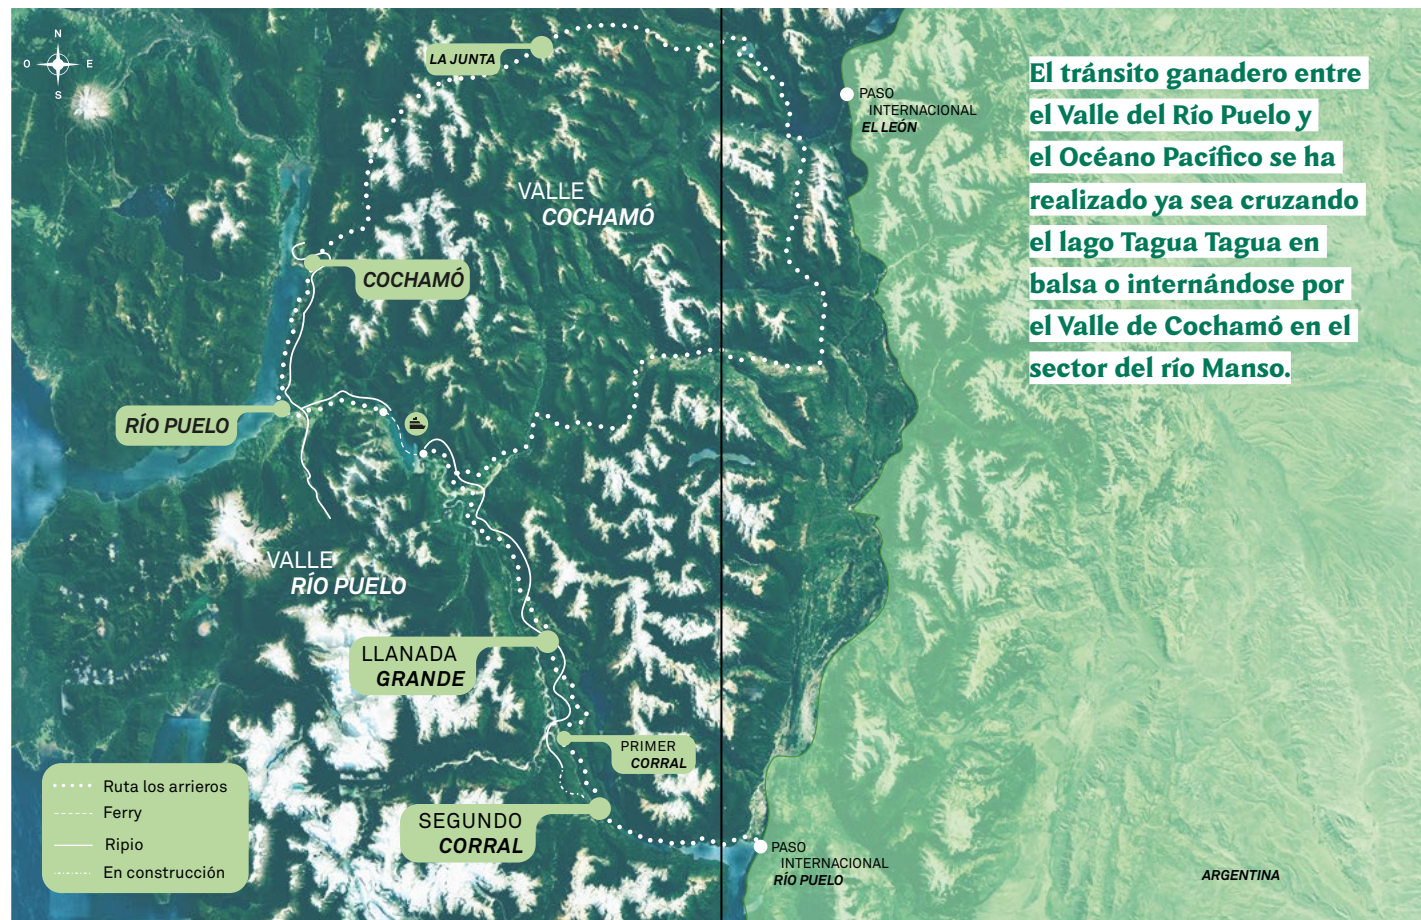 N
O
E
S
LA JUNTA
PASO
INTERNACIONAL
EL LEÓN
El tránsito ganadero entre
el Valle del Río Puelo y
el Océano Pacífico se ha
realizado ya sea cruzando
el lago Tagua Tagua en
balsa o internándose por
el Valle de Cochamó en el
sector del río Manso.
VALLE
COCHAMÓ
COCHAMÓ
RÍO PUELO
VALLE
RÍO PUELO
LLANADA
GRANDE
PRIMER
CORRAL
SEGUNDO
CORRAL
PASO
INTERNACIONAL
RÍO PUELO
ARGENTINA
Ruta los arrieros
Ferry
Ripio
En construcción